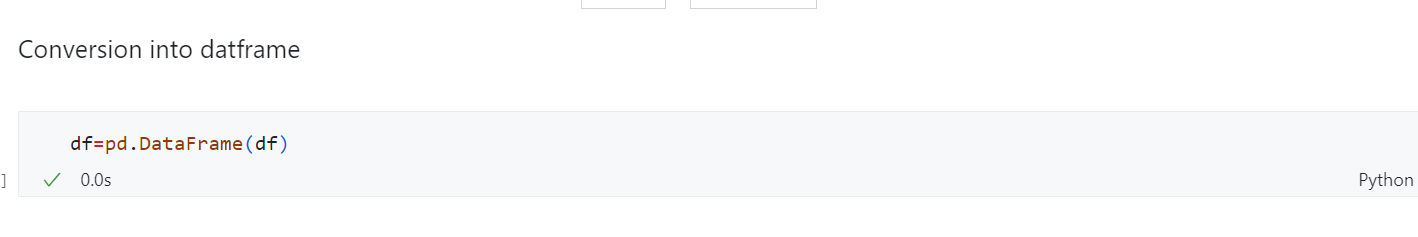 Conversion into datframe
df=pd.DataFrame(df)
] 0.0s Python